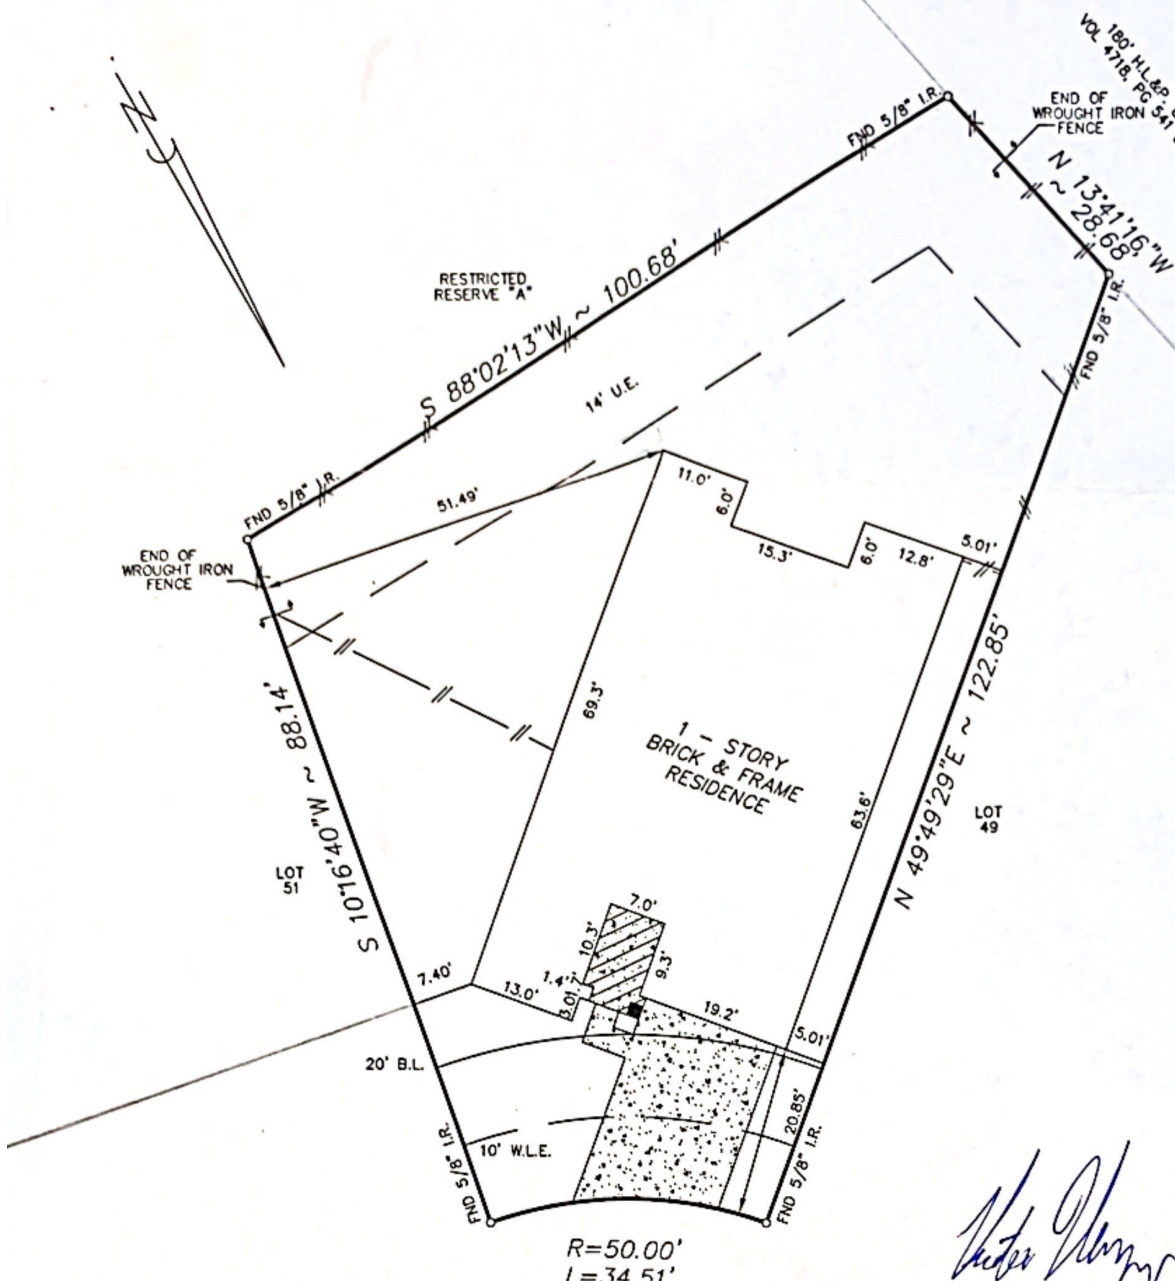 180' H.L.&P.
VOL 4718, PG 541
END OF
WROUGHT IRON
FENCE
FND 5/8" I.R.
N 13°41'16"W
~ 28.68'
FND 5/8" I.R.
N
RESTRICTED
RESERVE "A"
S 88°02'13"W ~ 100.68'
14' U.E.
FND 5/8" I.R.
51.49'
11.0'
6.0'
15.3'
6.0'
12.8'
5.01'
END OF
WROUGHT IRON
FENCE
69.3'
1 - STORY
BRICK & FRAME
RESIDENCE
63.6'
N 49°49'29"E ~ 122.85'
LOT
49
S 10°16'40"W ~ 88.14'
LOT
51
7.0'
10.3'
9.3'
7.40'
13.0'
1.4'
3.0'
19.2'
5.01'
20' B.L.
20.85'
10' W.L.E.
FND 5/8" I.R.
FND 5/8" I.R.
R=50.00'
L=34.51'